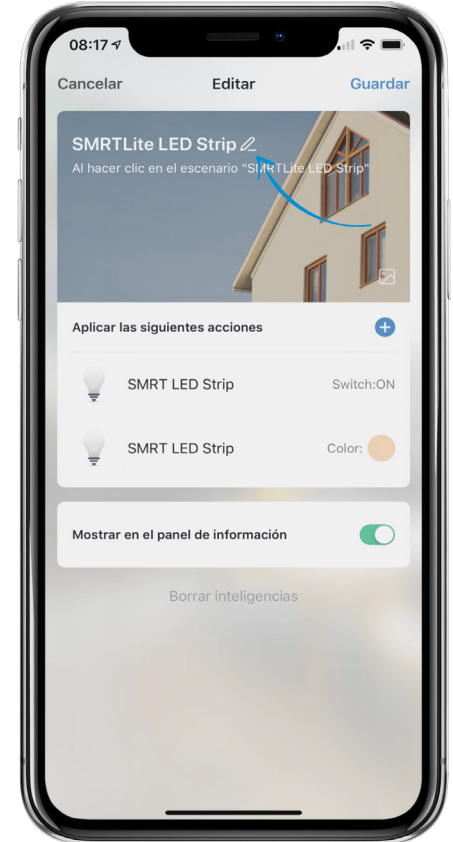 08:17
Cancelar Editar Guardar
SMRTLite LED Strip
Al hacer clic en el escenario "SMRTLite LED Strip"
Aplicar las siguientes acciones
SMRT LED Strip Switch:ON
SMRT LED Strip Color:
Mostrar en el panel de información
Borrar inteligencias